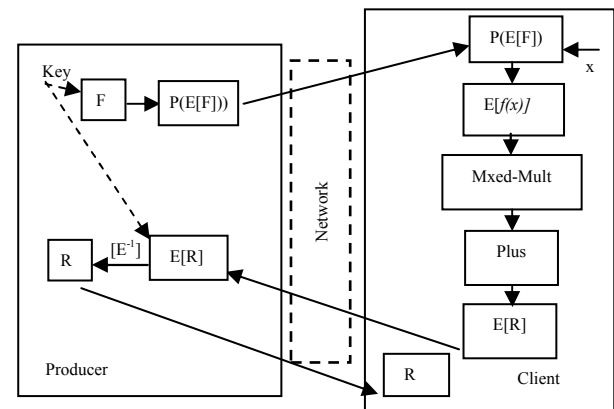 Key
F
P(E[F]))
R
[E-1]
E[R]
Producer
Network
P(E[F])
x
E[f(x)]
Mxed-Mult
Plus
E[R]
R
Client